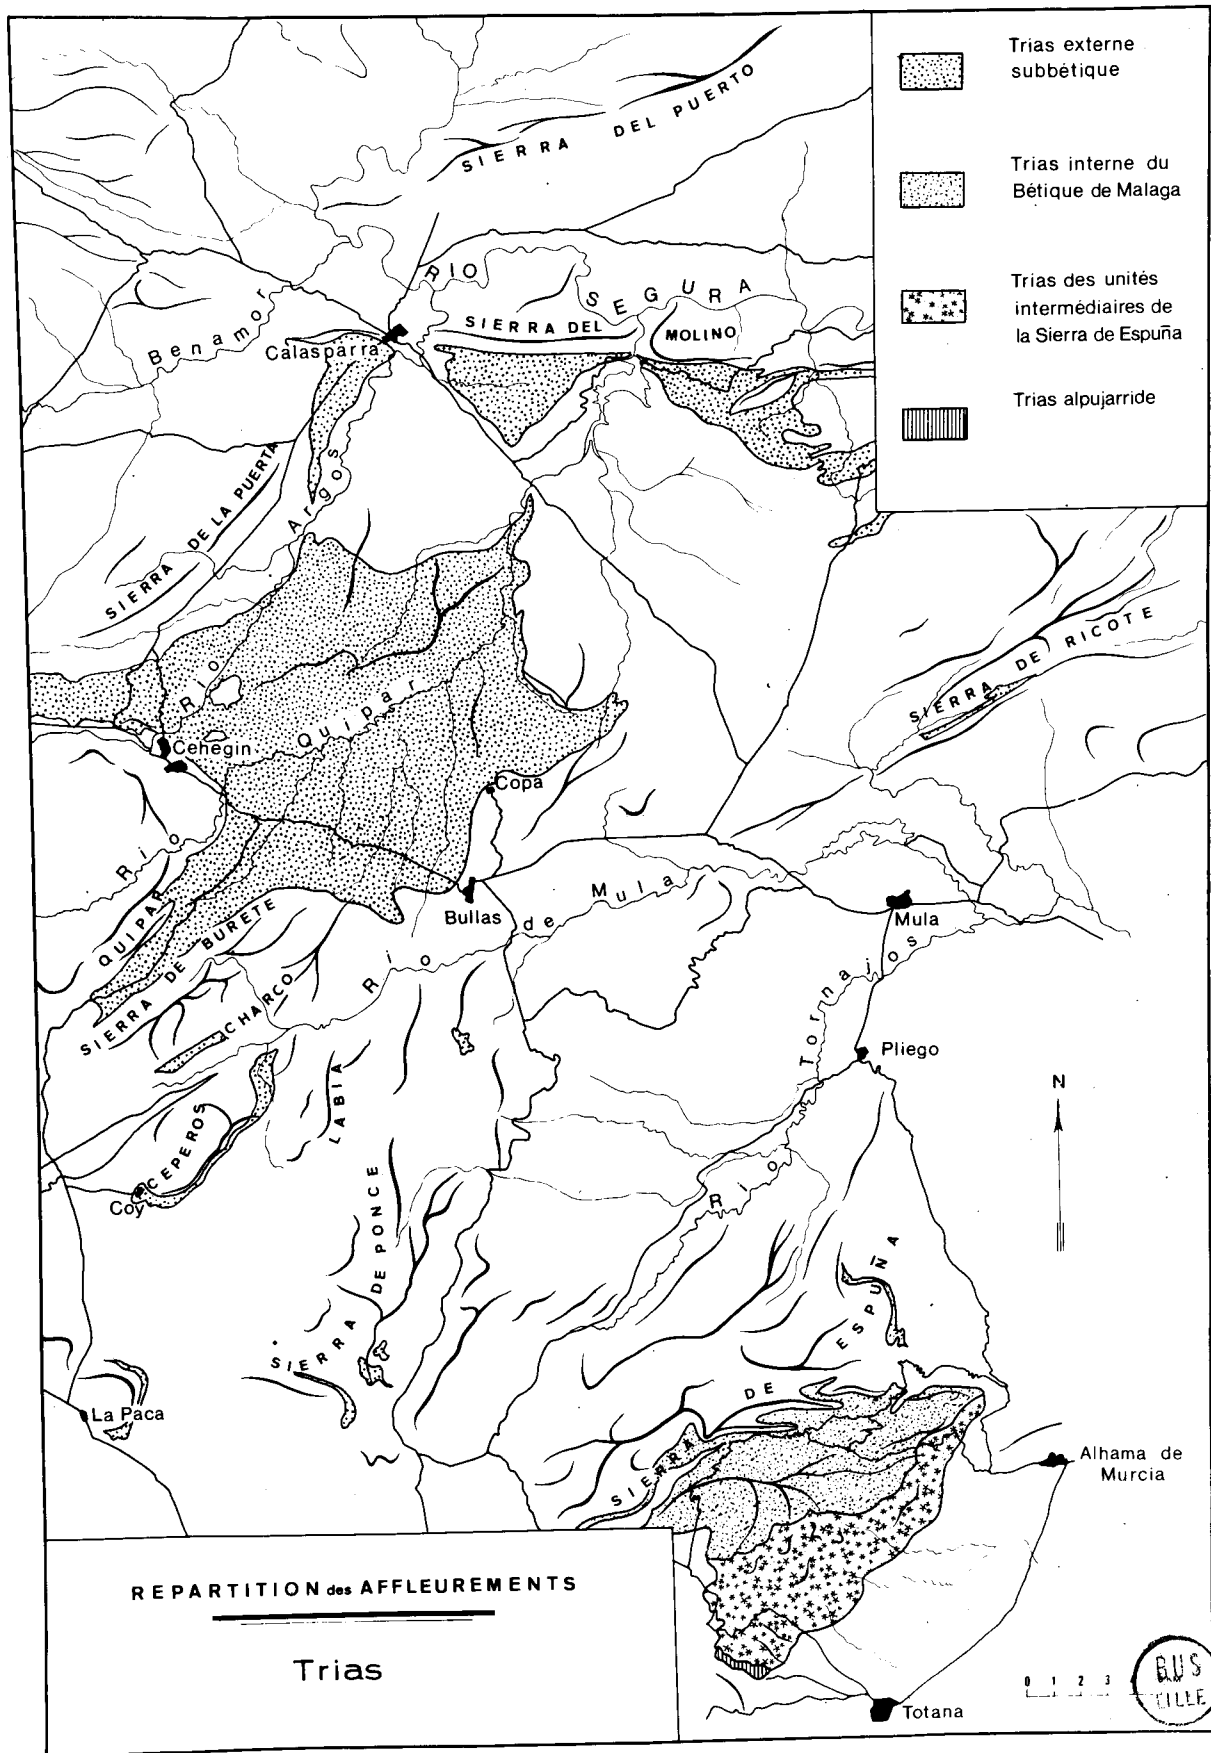 Trias externe
subbétique
Trias interne du
Bétique de Malaga
Trias des unités
intermédiaires de
la Sierra de Espuña
Trias alpujarride
SIERRA DEL PUERTO
RIO SEGURA
Benamor
SIERRA DEL MOLINO
Calasparra
SIERRA DE LA PUERTA
Rio Argos
SIERRA DE RICOTE
Cehegin
Rio Quipar
Copa
QUIPAR
SIERRA DE BURETE
Bullas
Rio de Mula
Mula
CHARCO
Rio Tornajos
Pliego
LABIA
N
CEPEROS
Coy
SIERRA DE PONCE
SIERRA DE ESPUÑA
La Paca
Alhama de
Murcia
REPARTITION des AFFLEUREMENTS
Trias
0 1 2 3
BUS
LILLE
Totana